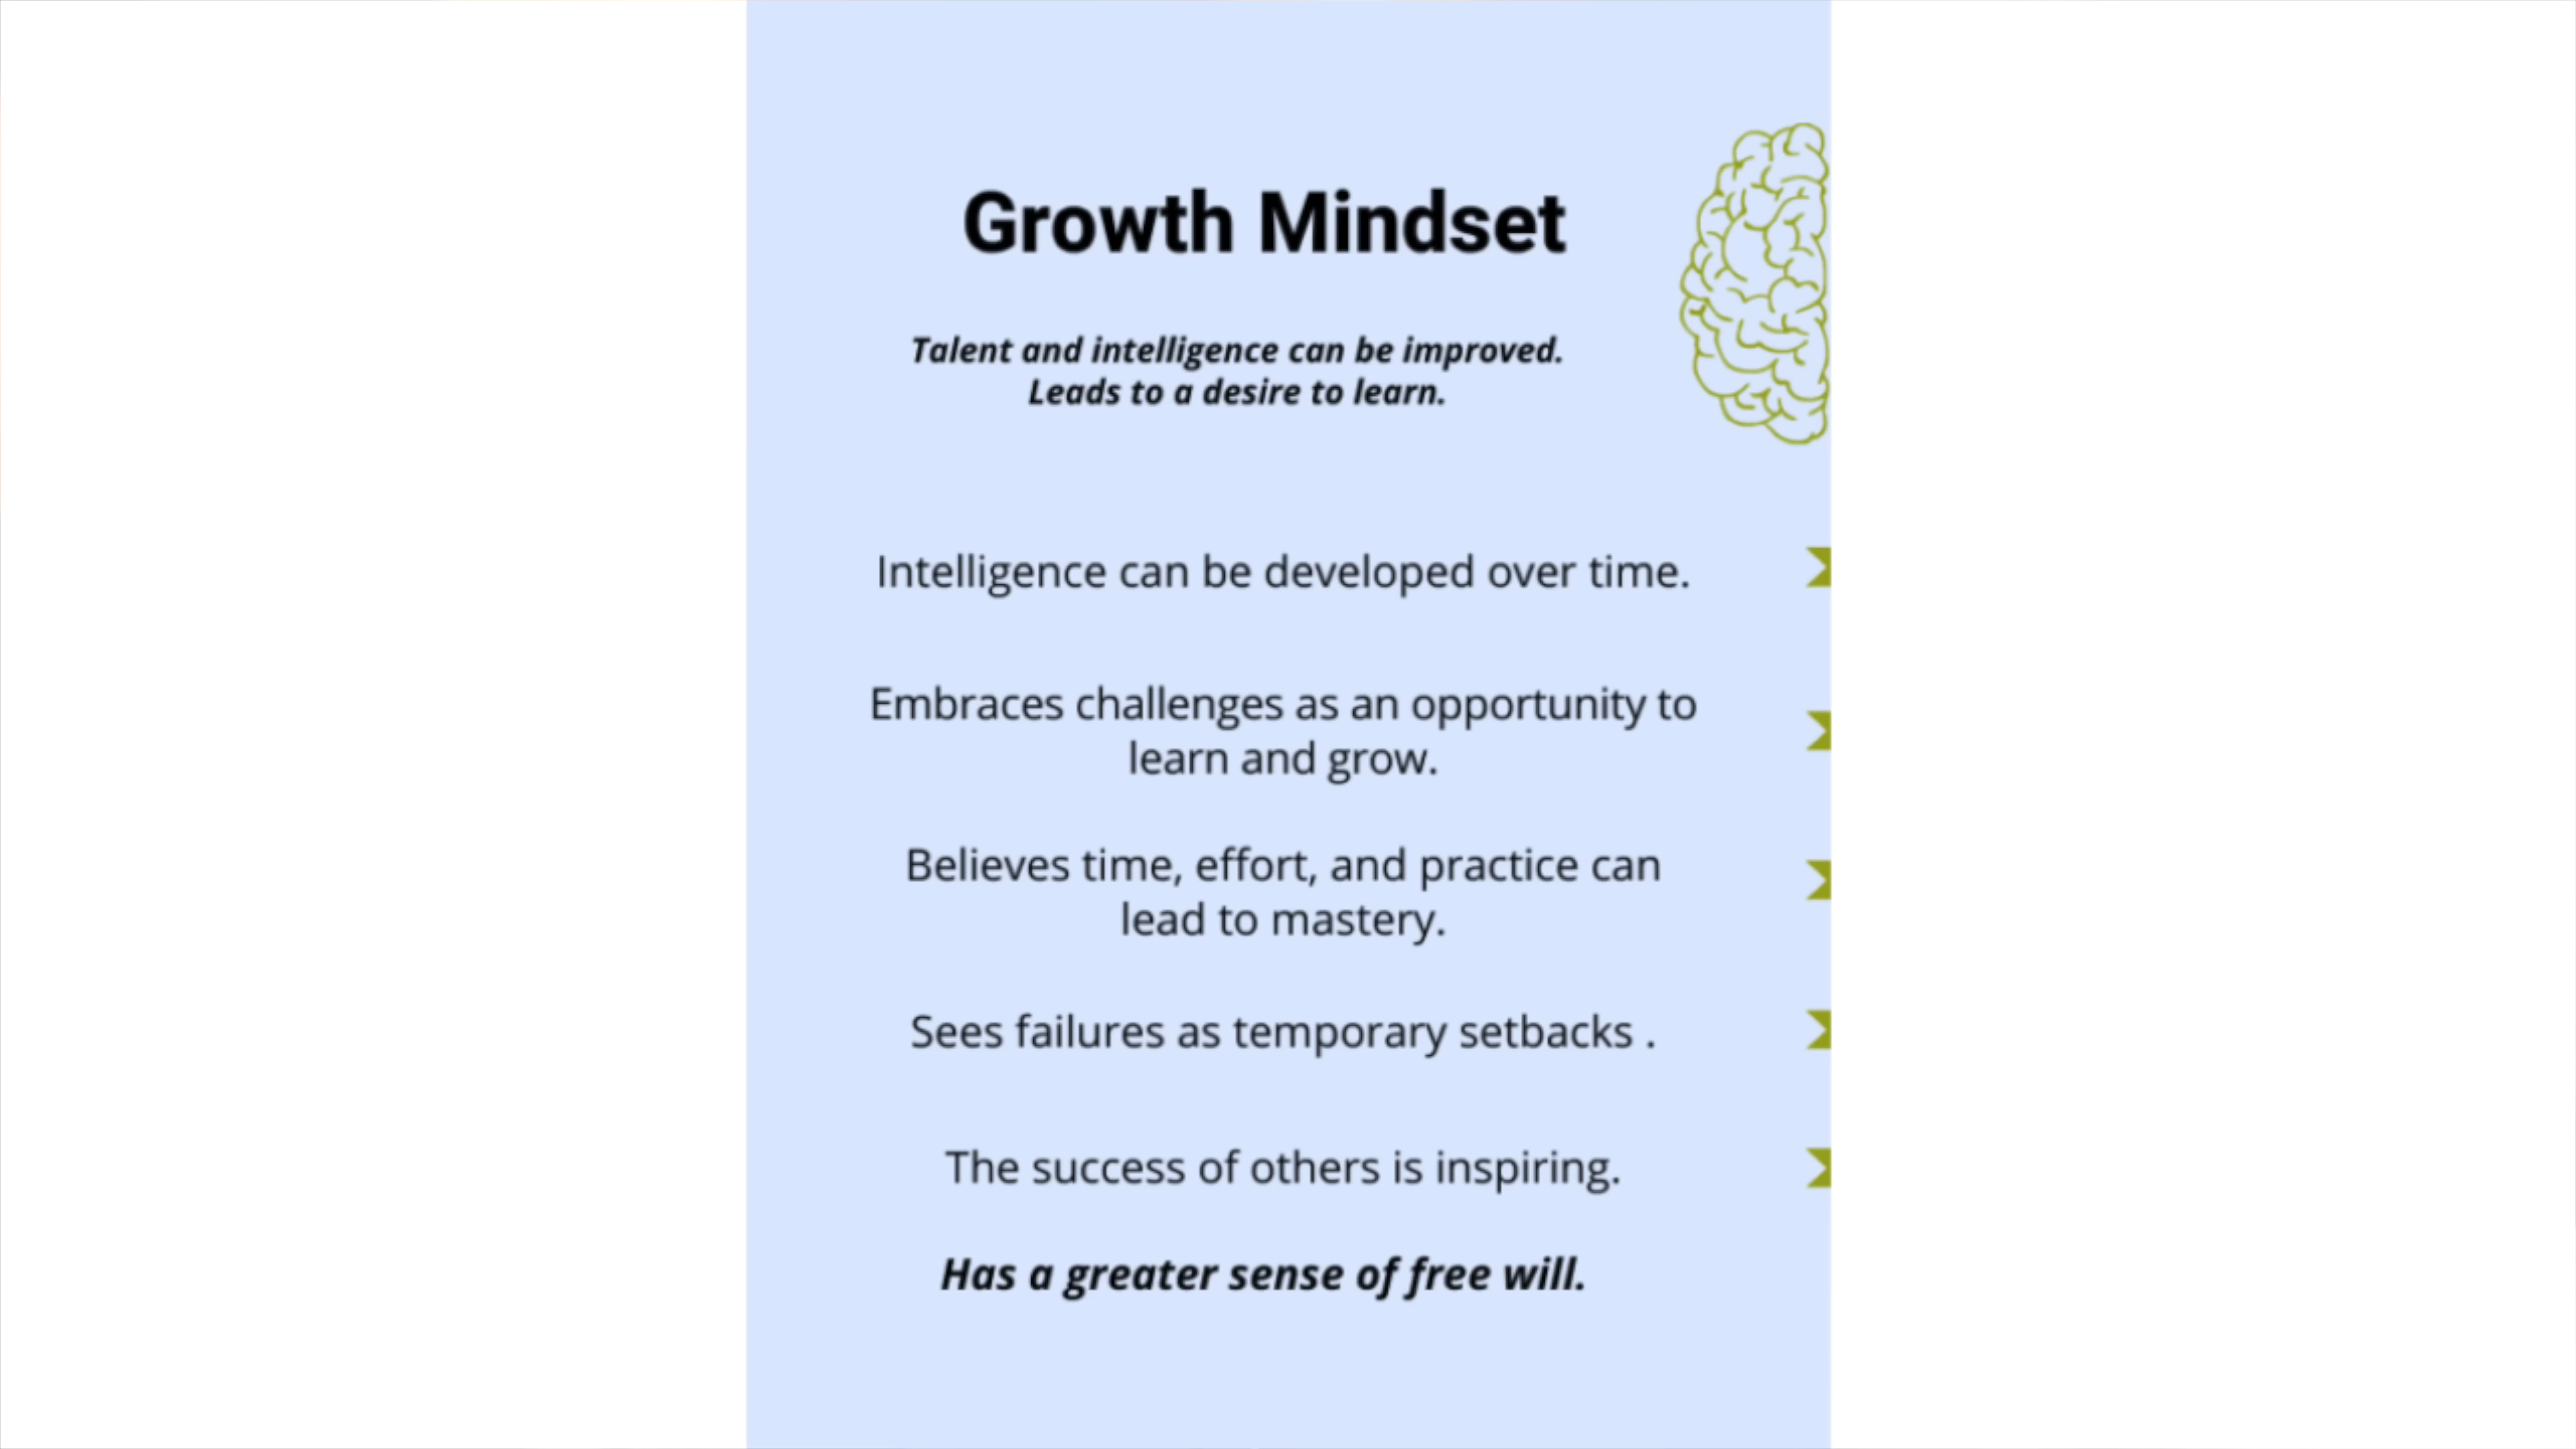 Growth Mindset
Talent and intelligence can be improved.
Leads to a desire to learn.
Intelligence can be developed over time.
Embraces challenges as an opportunity to
learn and grow.
Believes time, effort, and practice can
lead to mastery.
Sees failures as temporary setbacks .
The success of others is inspiring.
Has a greater sense of free will.